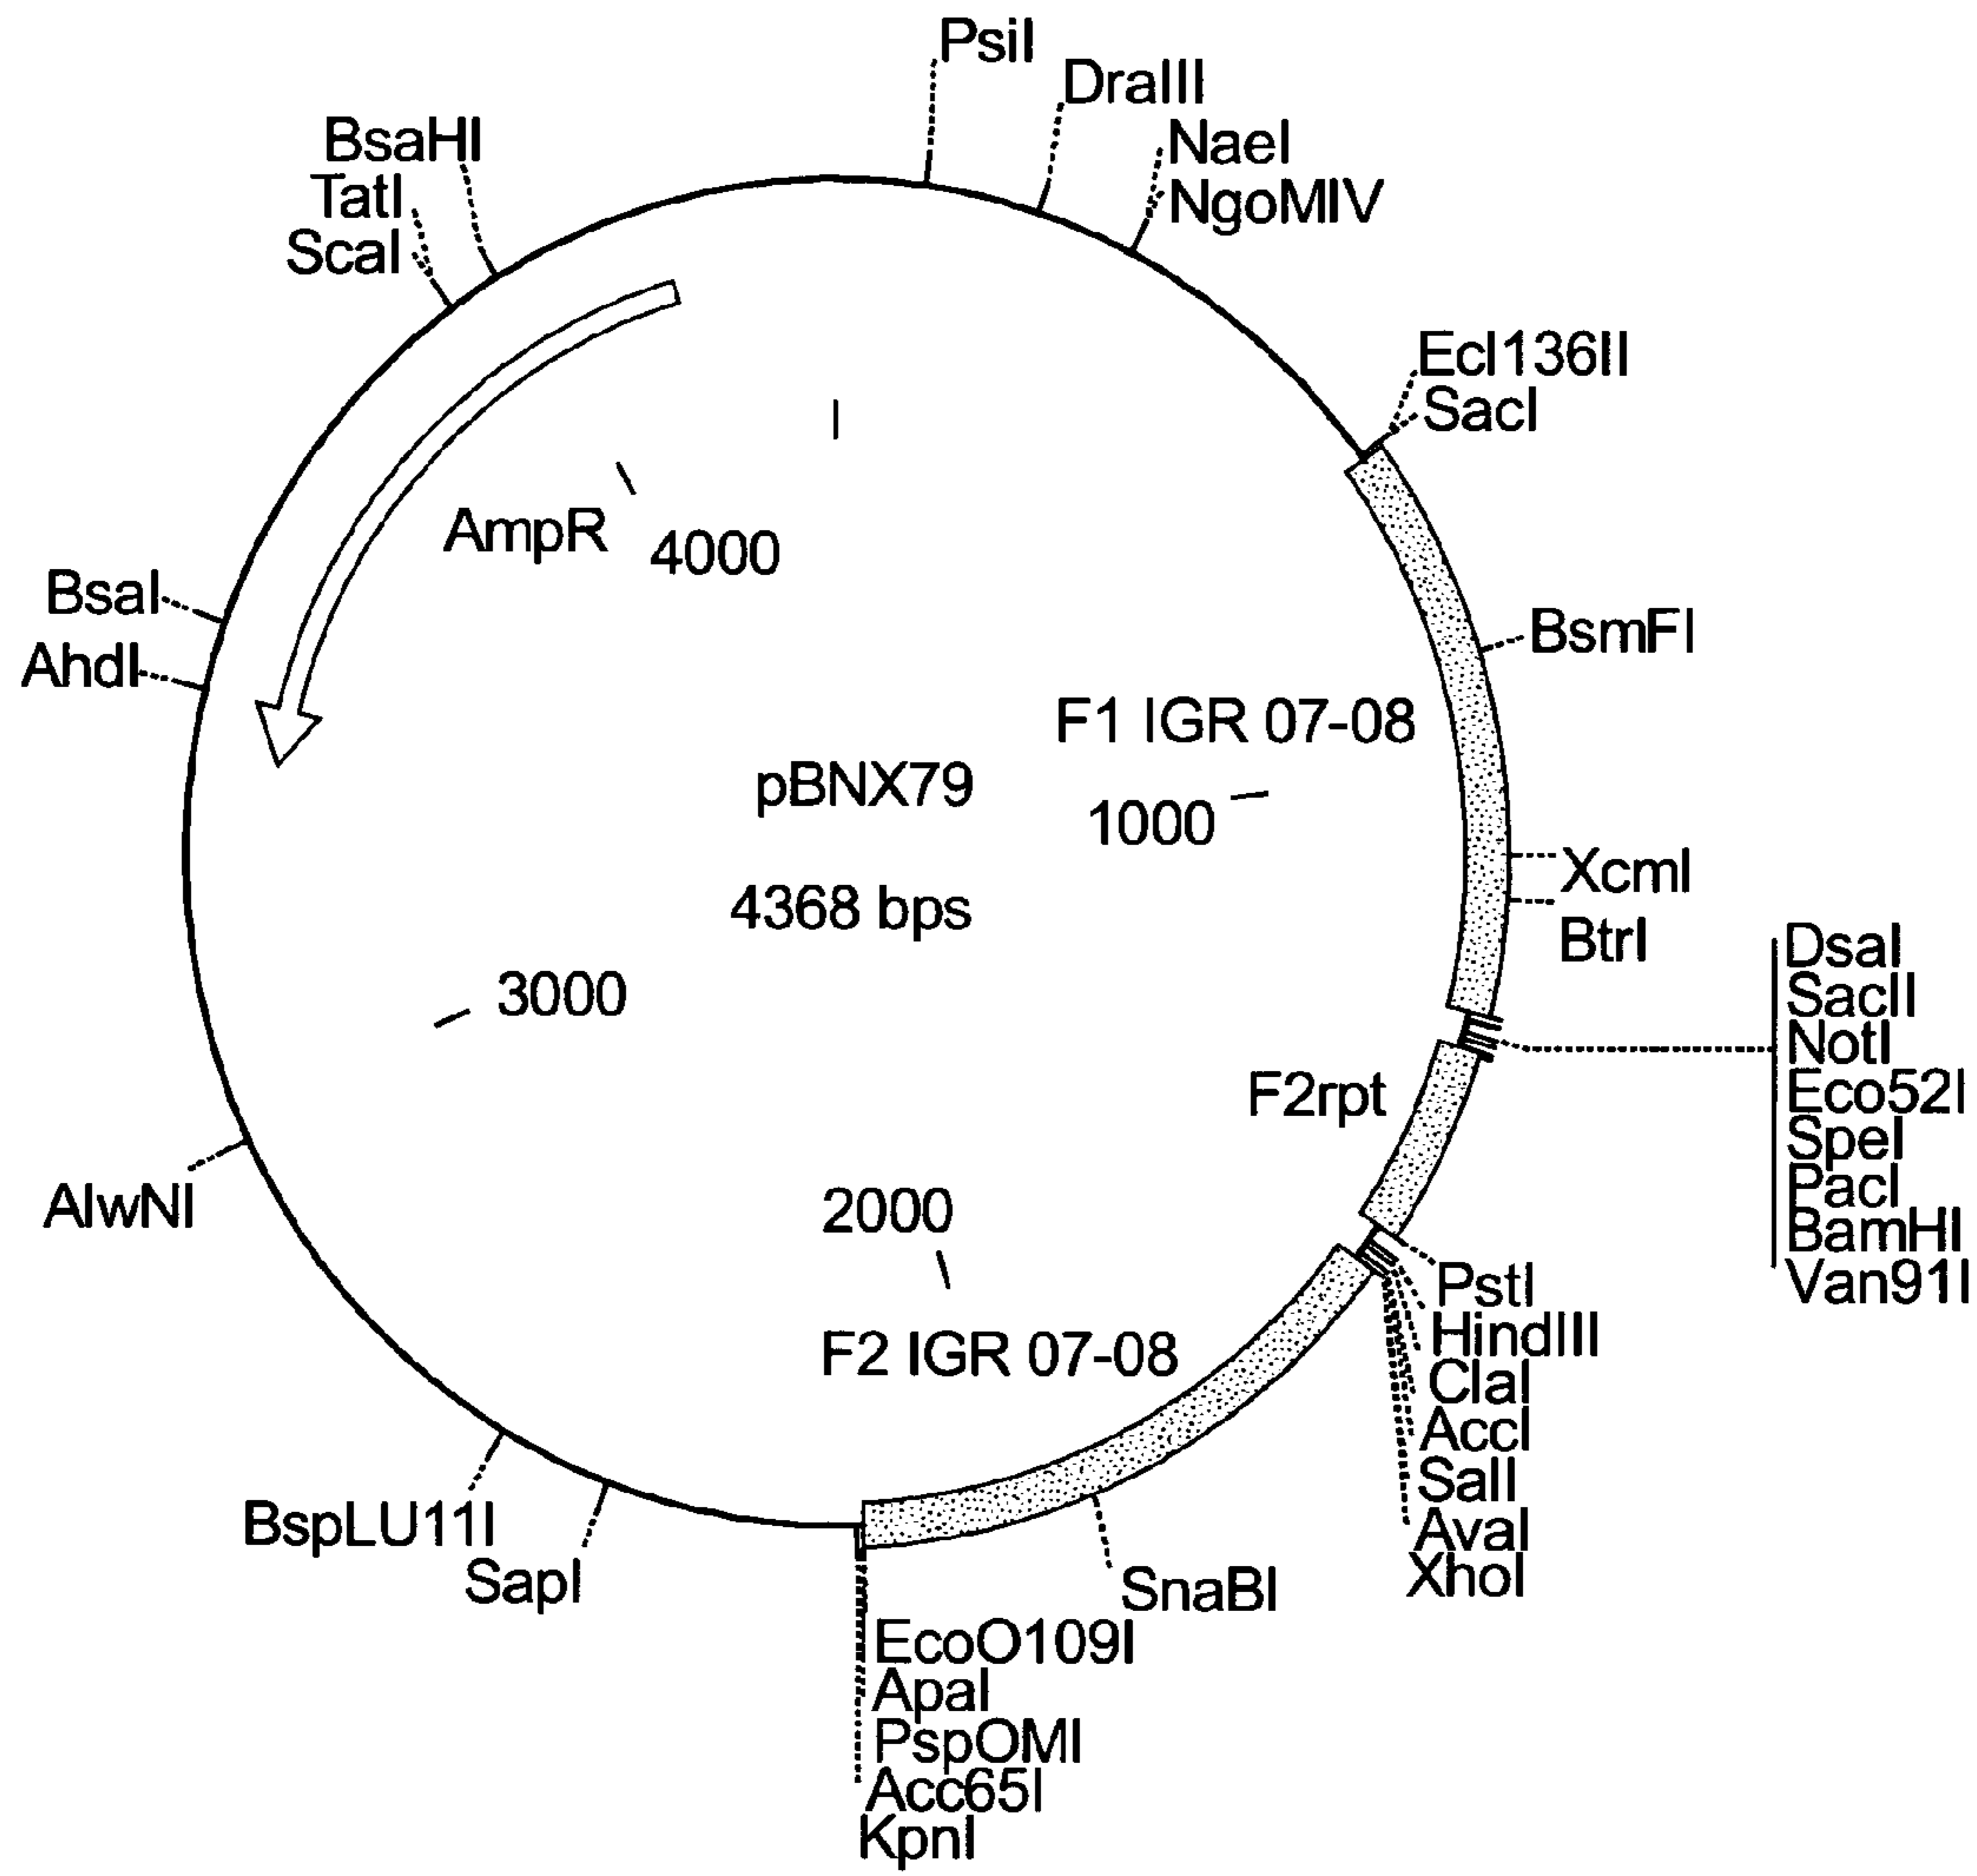 PsiI
DraIII
NaeI
NgoMIV
BsaHI
TatI
ScaI
Ecl136II
SacI
AmpR
4000
BsaI
AhdI
BsmFI
F1 IGR 07-08
pBNX79
1000
4368 bps
XcmI
BtrI
3000
DsaI
SacII
NotI
Eco52I
SpeI
PacI
BamHI
Van91I
F2rpt
AlwNI
2000
F2 IGR 07-08
PstI
HindIII
ClaI
AccI
SalI
AvaI
XhoI
BspLU11I
SapI
SnaBI
EcoO109I
ApaI
PspOMI
Acc65I
KpnI